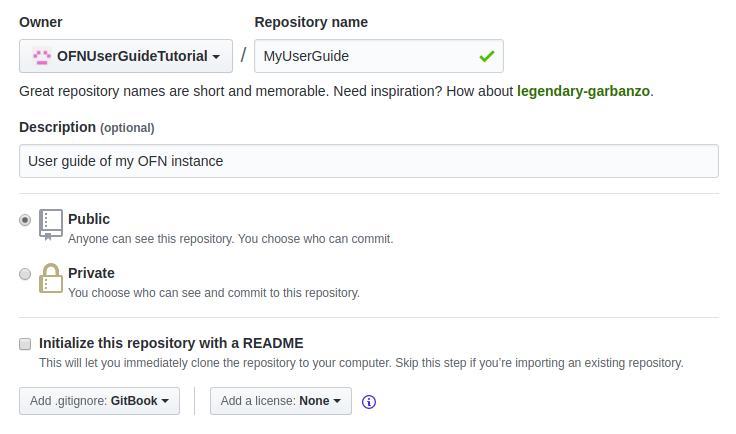 Owner Repository name
OFNUserGuideTutorial / MyUserGuide
Great repository names are short and memorable. Need inspiration? How about legendary-garbanzo.
Description (optional)
User guide of my OFN instance
Public
Anyone can see this repository. You choose who can commit.
Private
You choose who can see and commit to this repository.
Initialize this repository with a README
This will let you immediately clone the repository to your computer. Skip this step if you’re importing an existing repository.
Add .gitignore: GitBook Add a license: None